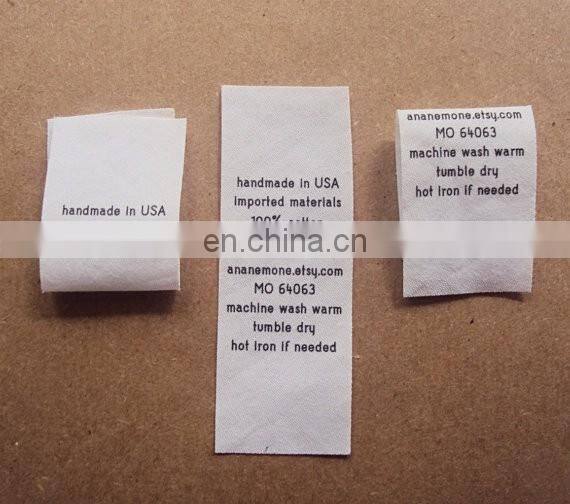 handmade in USA
handmade in USA
imported materials
100% cotton
en.china.cn
ananemone.etsy.com
MO 64063
machine wash warm
tumble dry
hot iron if needed
ananemone.etsy.com
MO 64063
machine wash warm
tumble dry
hot iron if needed